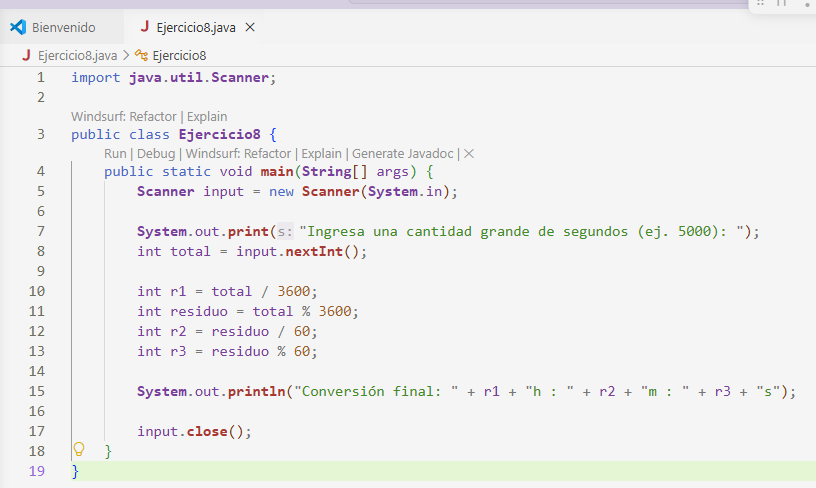 Bienvenido
J Ejercicio8.java ×
J Ejercicio8.java > Ejercicio8
1 import java.util.Scanner;
2
Windsurf: Refactor | Explain
3 public class Ejercicio8 {
Run | Debug | Windsurf: Refactor | Explain | Generate Javadoc | ×
4 public static void main(String[] args) {
5 Scanner input = new Scanner(System.in);
6
7 System.out.print(s: "Ingresa una cantidad grande de segundos (ej. 5000): ");
8 int total = input.nextInt();
9
10 int r1 = total / 3600;
11 int residuo = total % 3600;
12 int r2 = residuo / 60;
13 int r3 = residuo % 60;
14
15 System.out.println("Conversión final: " + r1 + "h : " + r2 + "m : " + r3 + "s");
16
17 input.close();
18 }
19 }